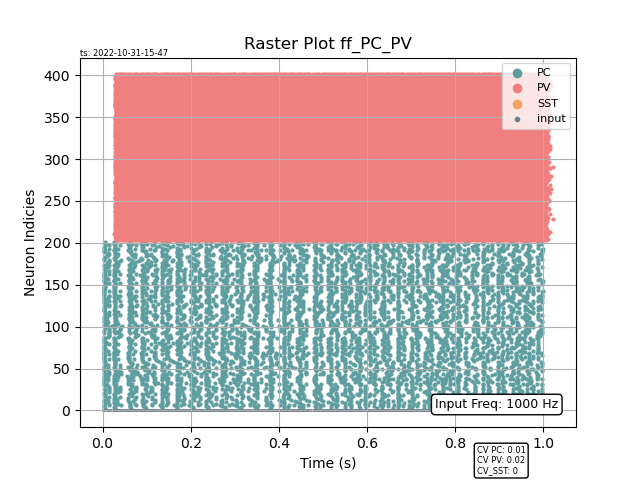 Raster Plot ff_PC_PV
ts: 2022-10-31-15-47
PC
PV
SST
input
400
350
300
250
200
150
100
50
0
Neuron Indicies
Input Freq: 1000 Hz
0.0 0.2 0.4 0.6 0.8 1.0
Time (s)
CV PC: 0.01
CV PV: 0.02
CV_SST: 0